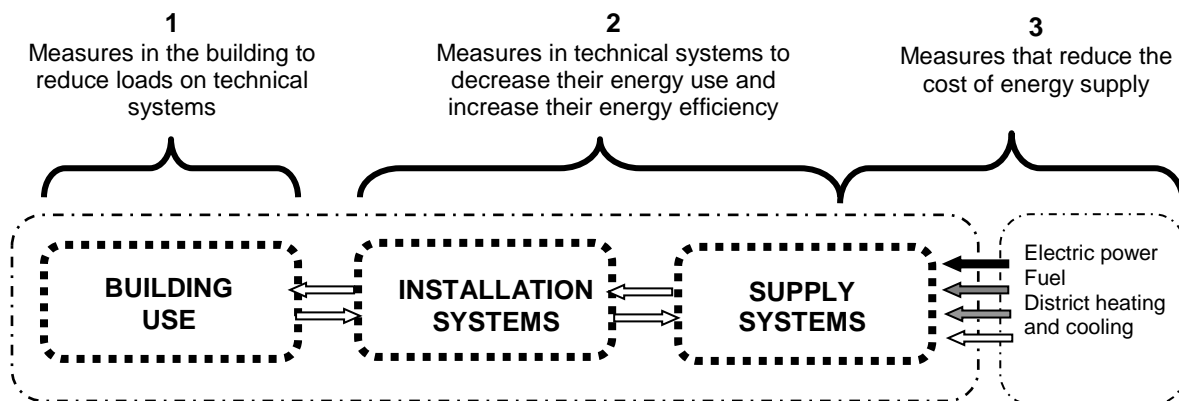 1
Measures in the building to
reduce loads on technical
systems
2
Measures in technical systems to
decrease their energy use and
increase their energy efficiency
3
Measures that reduce the
cost of energy supply
BUILDING
USE
INSTALLATION
SYSTEMS
SUPPLY
SYSTEMS
Electric power
Fuel
District heating
and cooling